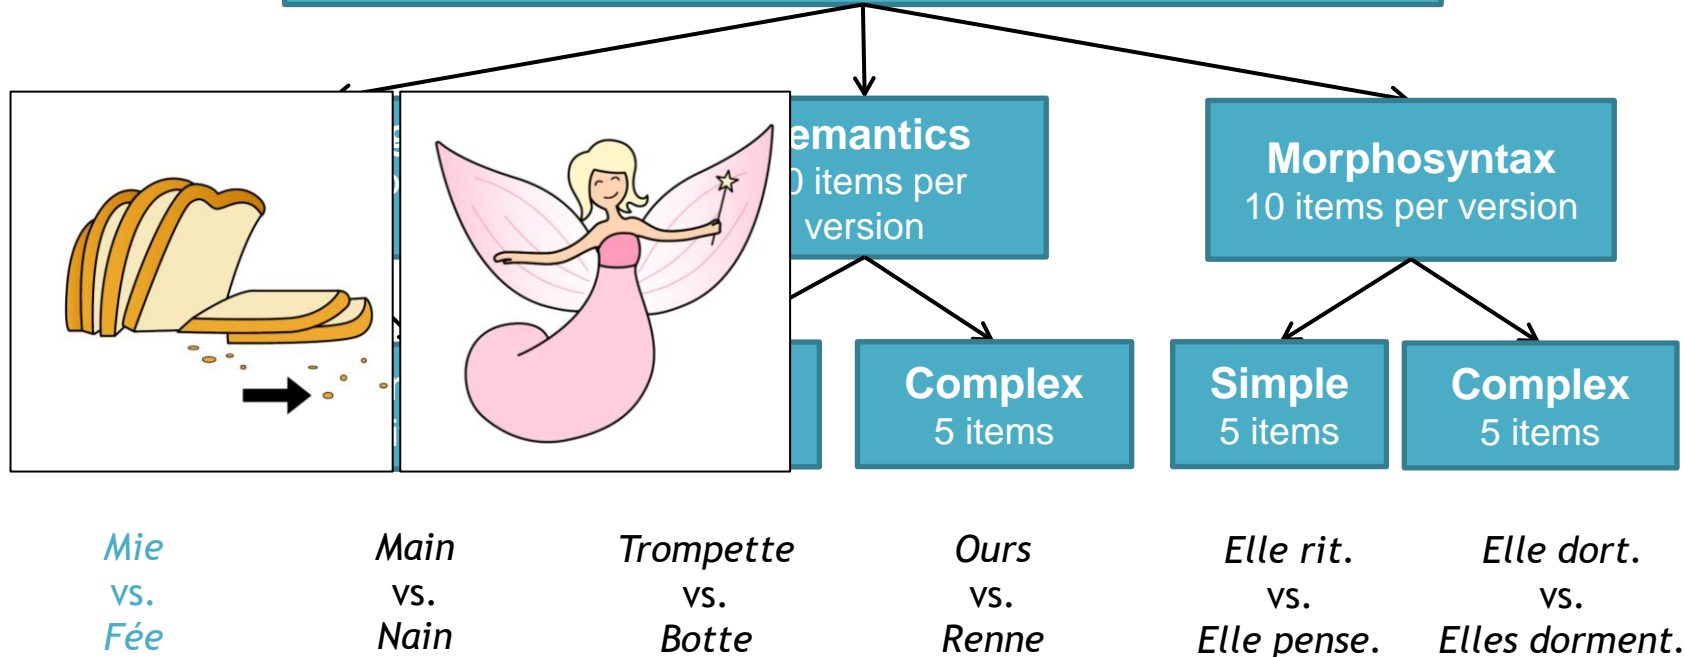 emantics
0 items per
version
Morphosyntax
10 items per version
Complex
5 items
Simple
5 items
Complex
5 items
Mie
vs.
Fée
Main
vs.
Nain
Trompette
vs.
Botte
Ours
vs.
Renne
Elle rit.
vs.
Elle pense.
Elle dort.
vs.
Elles dorment.